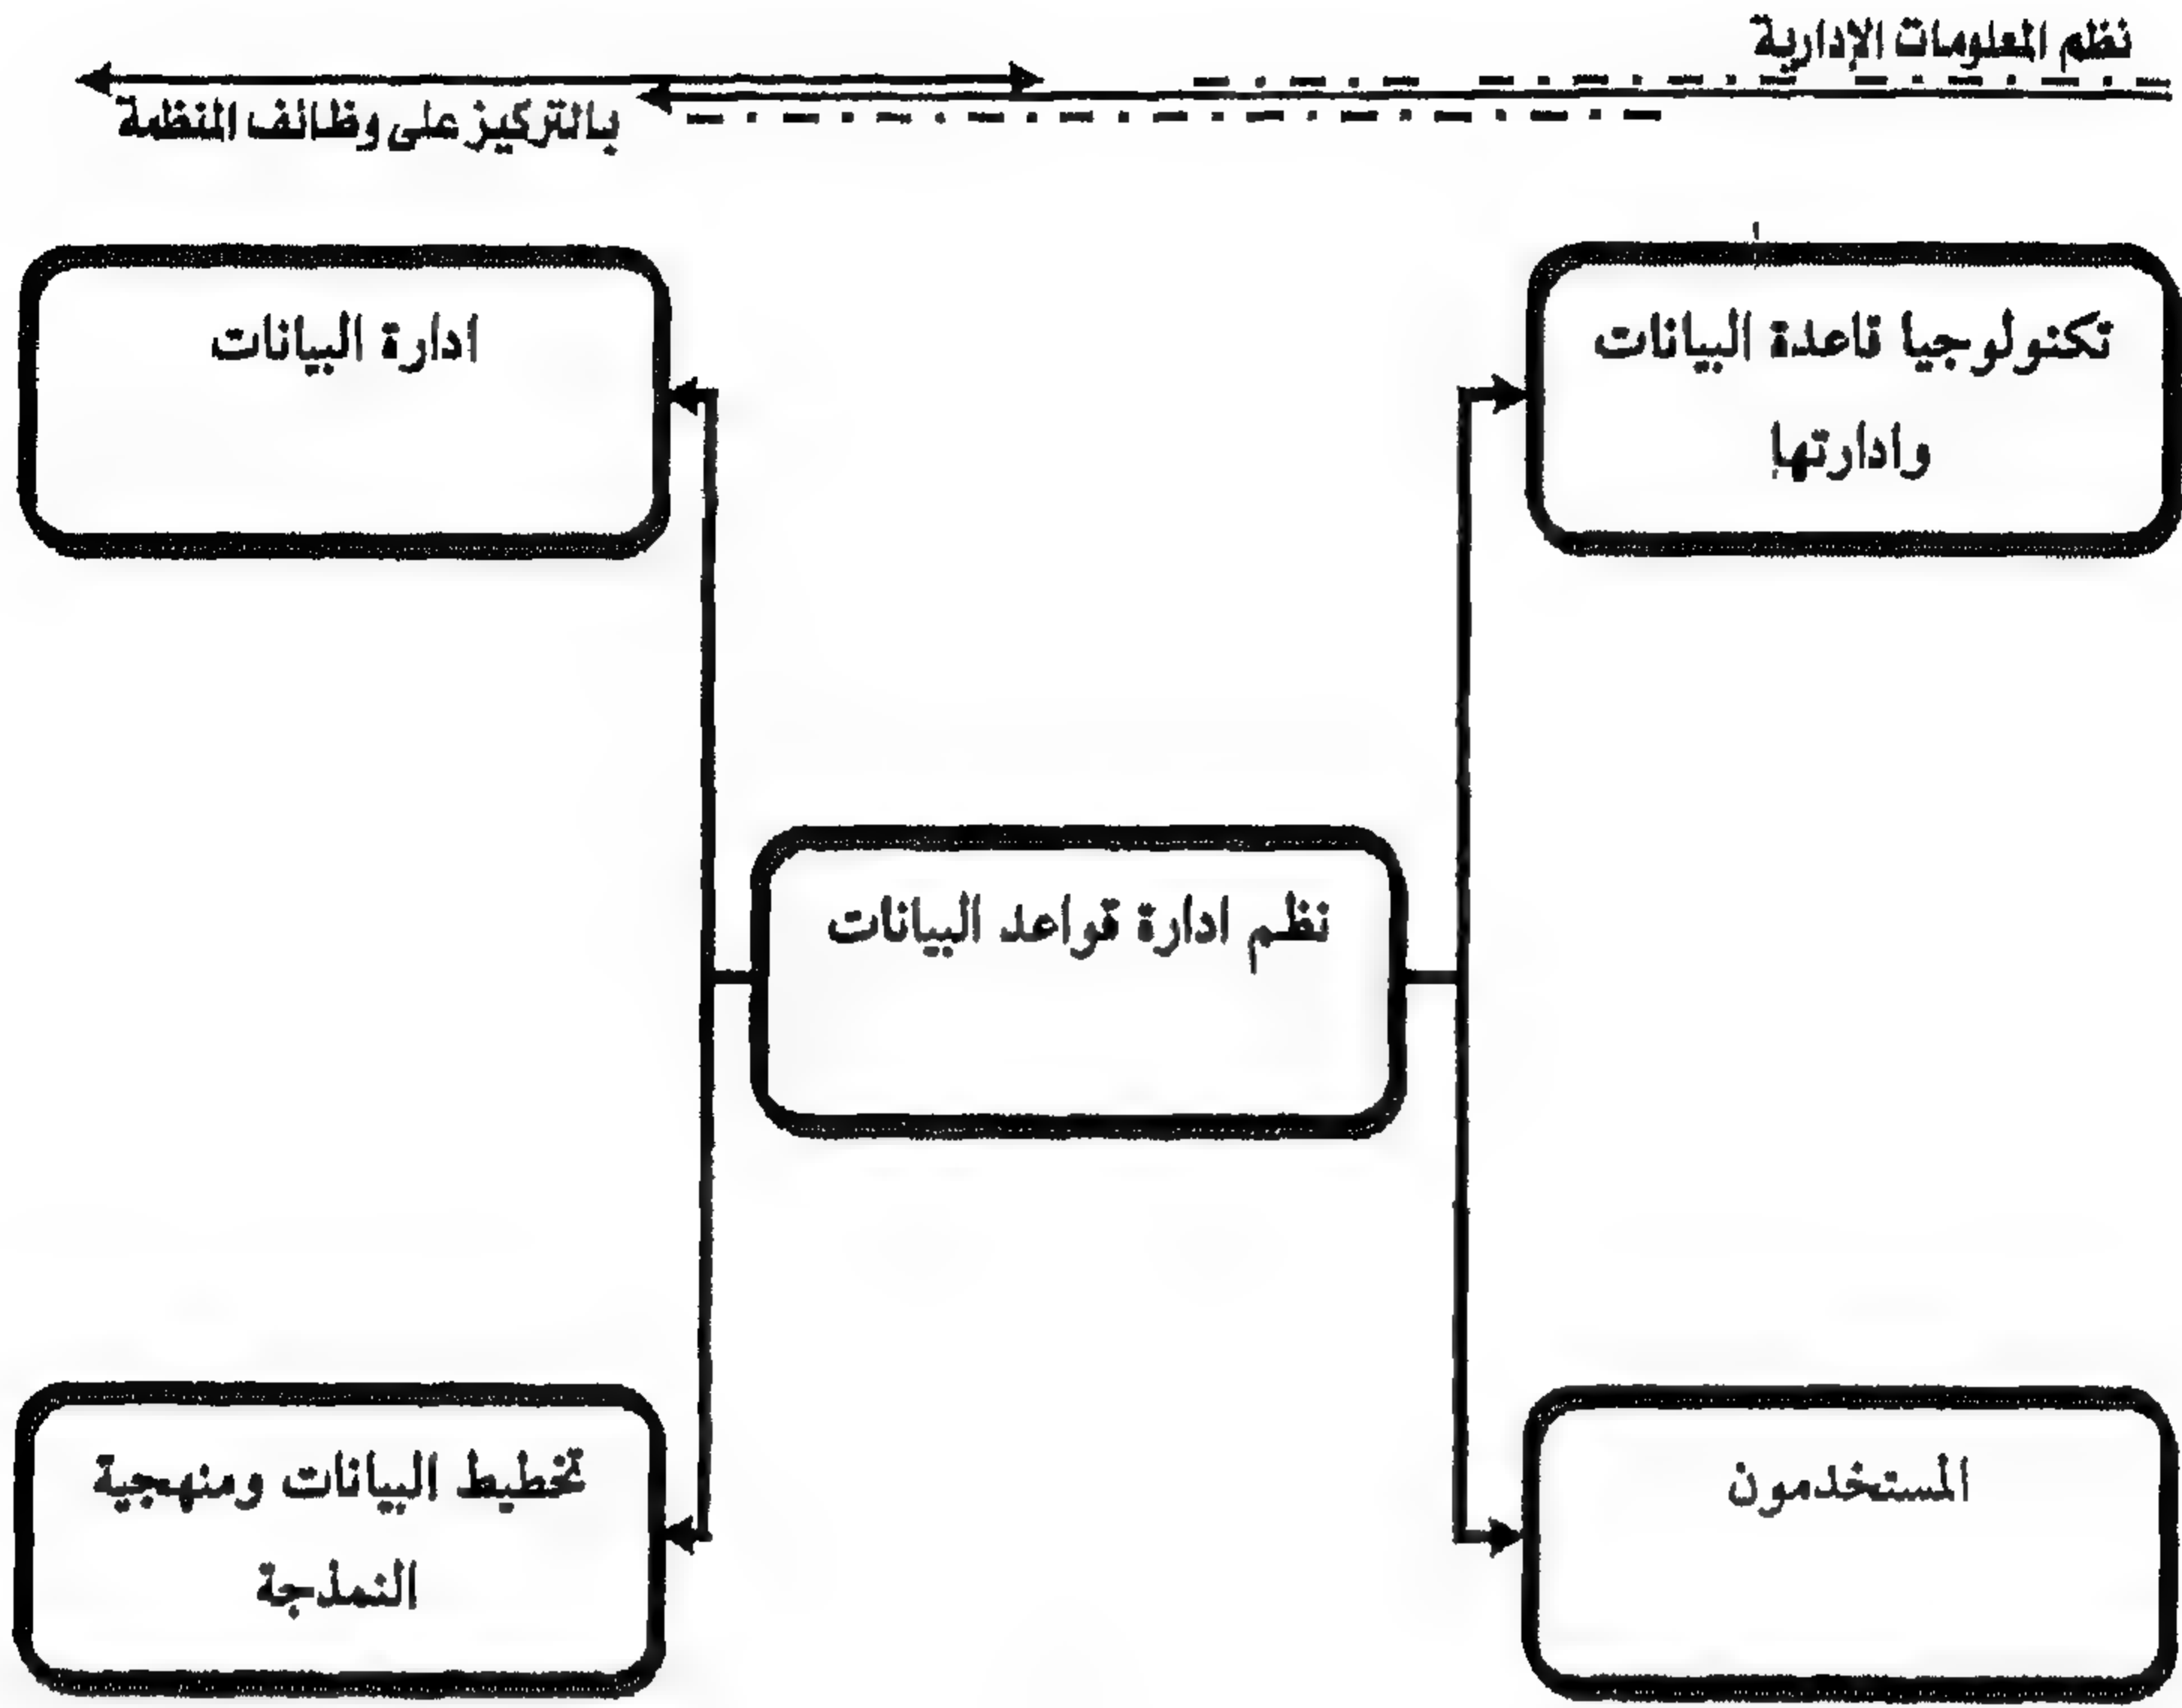 نظم المعلومات الإدارية
بالتركيز على وظائف المنظمة
تكنولوجيا قاعدة البيانات
وادارتها
ادارة البيانات
نظم ادارة قواعد البيانات
المستخدمون
تخطيط البيانات ومنهجية
النمذجة